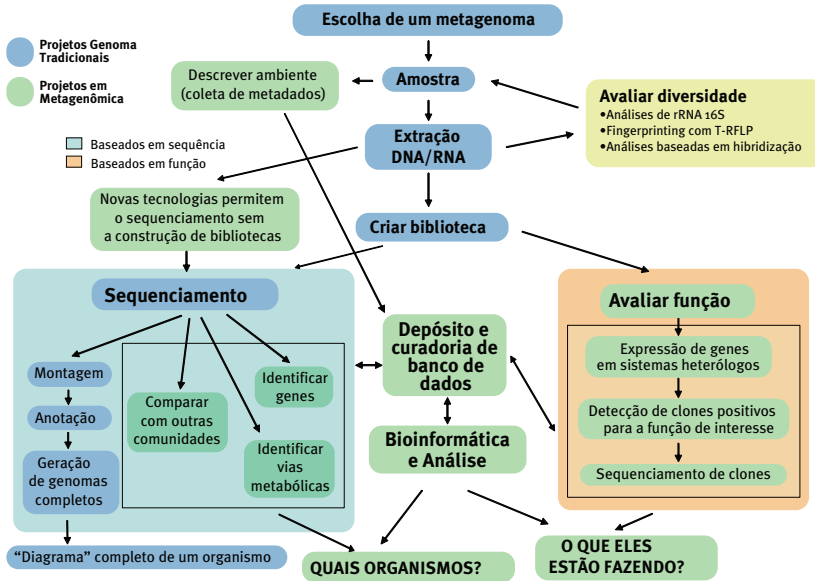 Escolha de um metagenoma
Projetos Genoma
Tradicionais
Projetos em
Metagenômica
Descrever ambiente
(coleta de metadados)
Amostra
Avaliar diversidade
•Análises de rRNA 16S
•Fingerprinting com T-RFLP
•Análises baseadas em hibridização
Extração
DNA/RNA
Baseados em sequência
Baseados em função
Novas tecnologias permitem
o sequenciamento sem
a construção de bibliotecas
Criar biblioteca
Sequenciamento
Avaliar função
Depósito e
curadoria de
banco de
dados
Montagem
Anotação
Geração
de genomas
completos
Comparar
com outras
comunidades
Identificar
genes
Identificar
vias
metabólicas
Expressão de genes
em sistemas heterólogos
Detecção de clones positivos
para a função de interesse
Sequenciamento de clones
Bioinformática
e Análise
“Diagrama” completo de um organismo
QUAIS ORGANISMOS?
O QUE ELES
ESTÃO FAZENDO?